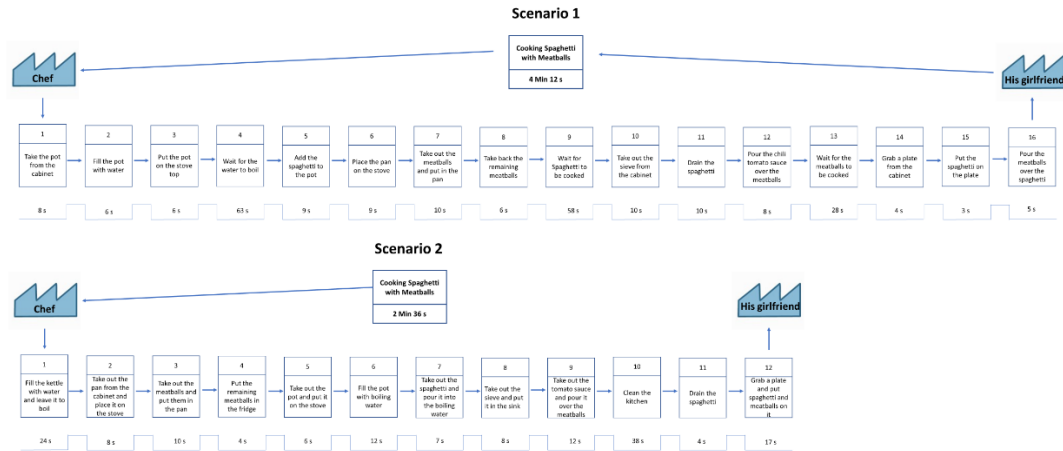 Scenario 1
Cooking Spaghetti
with Meatballs
4 Min 12 s
Chef
His girlfriend
1
Take the pot
from the
cabinet
2
Fill the pot
with water
3
Put the pot
on the stove
top
4
Wait for the
water to boil
5
Add the
spaghetti to
the pot
6
Place the pan
on the stove
7
Take out the
meatballs
and put in the
pan
8
Take back the
remaining
meatballs
9
Wait for
Spaghetti to
be cooked
10
Take out the
sieve from
the cabinet
11
Drain the
spaghetti
12
Pour the chili
tomato sauce
over the
meatballs
13
Wait for the
meatballs to
be cooked
14
Grab a plate
from the
cabinet
15
Put the
spaghetti on
the plate
16
Pour the
meatballs
over the
spaghetti
8 s
6 s
6 s
63 s
9 s
9 s
10 s
6 s
58 s
10 s
10 s
8 s
28 s
4 s
3 s
5 s
Scenario 2
Cooking Spaghetti
with Meatballs
2 Min 36 s
Chef
His girlfriend
1
Fill the kettle
with water
and leave it to
boil
2
Take out the
pan from the
cabinet and
place it on
the stove
3
Take out the
meatballs and
put them in
the pan
4
Put the
remaining
meatballs in
the fridge
5
Take out the
pot and put it
on the stove
6
Fill the pot
with boiling
water
7
Take out the
spaghetti and
pour it into
the boiling
water
8
Take out the
sieve and put
it in the sink
9
Take out the
tomato sauce
and pour it
over the
meatballs
10
Clean the
kitchen
11
Drain the
spaghetti
12
Grab a plate
and put
spaghetti and
meatballs on
it
24 s
8 s
10 s
4 s
6 s
12 s
7 s
8 s
12 s
38 s
4 s
17 s